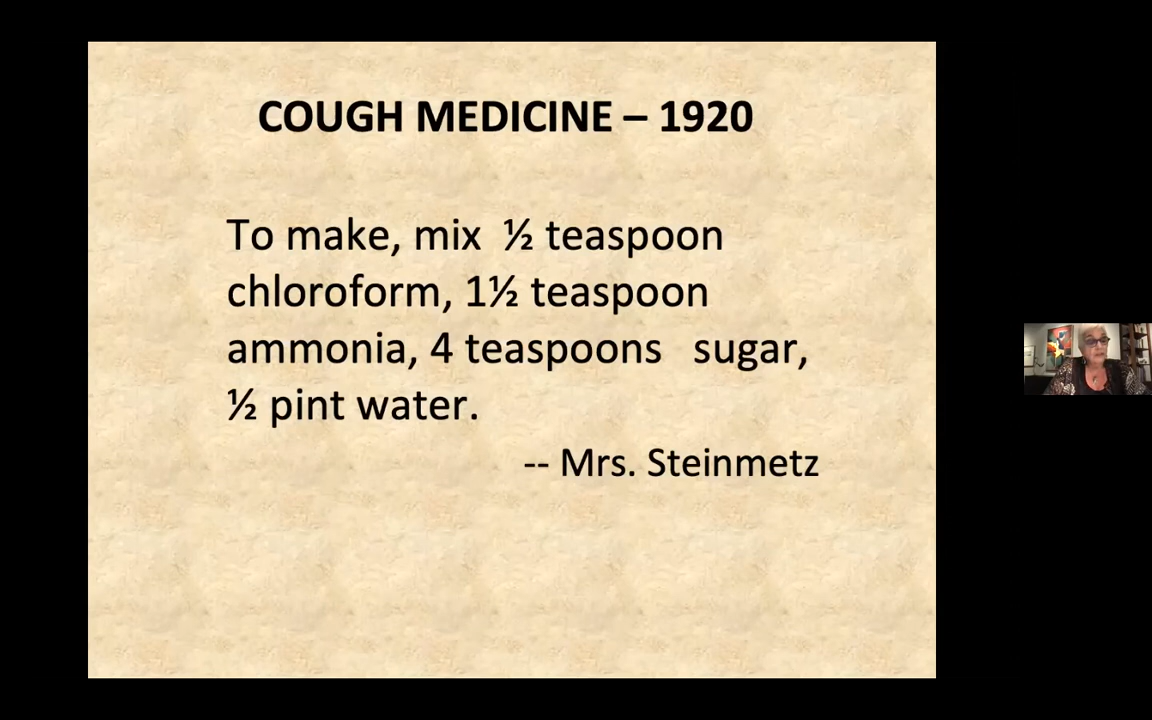 COUGH MEDICINE – 1920
To make, mix ½ teaspoon
chloroform, 1½ teaspoon
ammonia, 4 teaspoons sugar,
½ pint water.
-- Mrs. Steinmetz